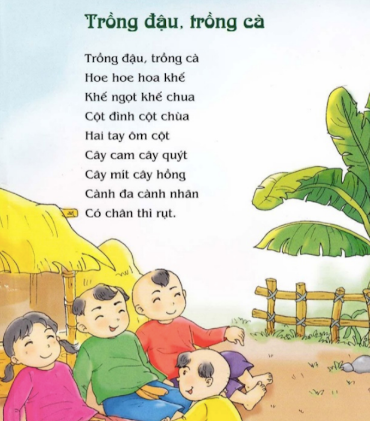 Trồng đậu, trồng cà
Trồng đậu, trồng cà
Hoe hoe hoa khế
Khế ngọt khế chua
Cột đình cột chùa
Hai tay ôm cột
Cây cam cây quýt
Cây mít cây hồng
Cành đa cành nhãn
Có chân thì rụt.